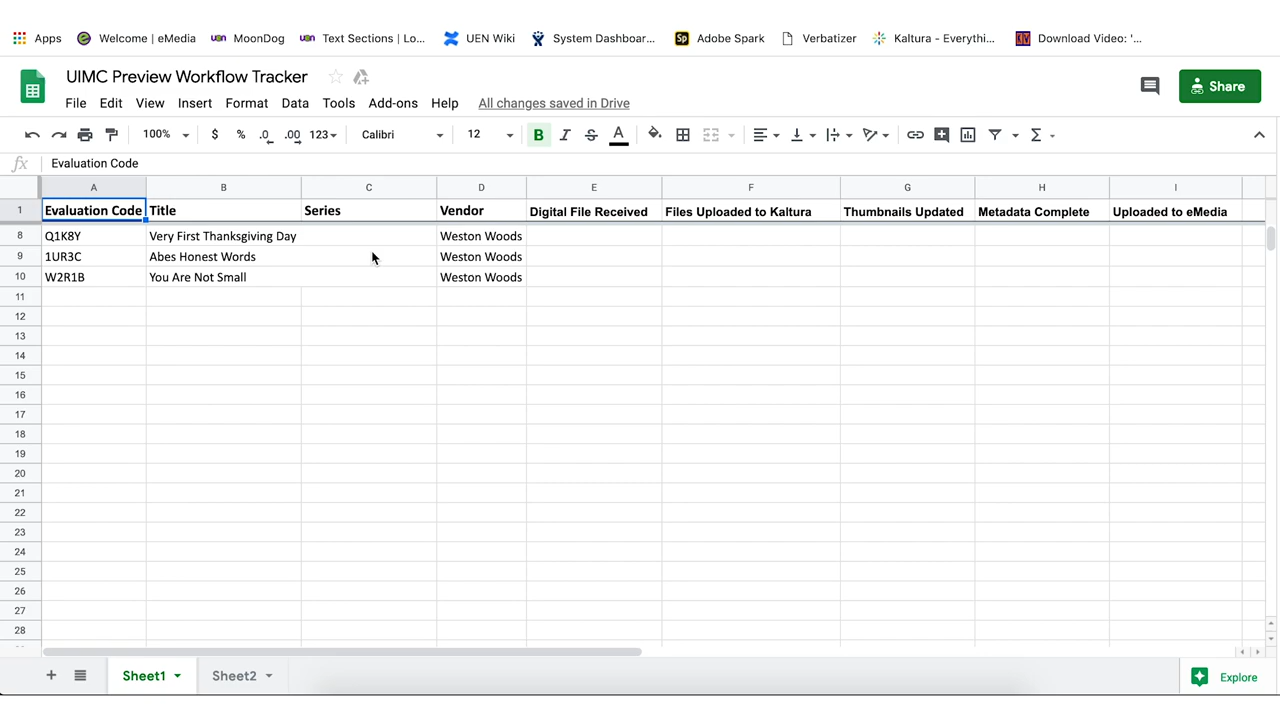 Apps Welcome | eMedia MoonDog Text Sections | Lo... UEN Wiki System Dashboar... Adobe Spark Verbatizer Kaltura - Everythi... Download Video: '...
UIMC Preview Workflow Tracker
File Edit View Insert Format Data Tools Add-ons Help All changes saved in Drive
Share
100% $ % .0 .00 123 Calibri 12 B I S A
fx Evaluation Code
A B C D E F G H I
1 Evaluation Code Title Series Vendor Digital File Received Files Uploaded to Kaltura Thumbnails Updated Metadata Complete Uploaded to eMedia
8 Q1K8Y Very First Thanksgiving Day Weston Woods
9 1UR3C Abes Honest Words Weston Woods
10 W2R1B You Are Not Small Weston Woods
11
12
13
14
15
16
17
18
19
20
21
22
23
24
25
26
27
28
Sheet1 Sheet2 Explore